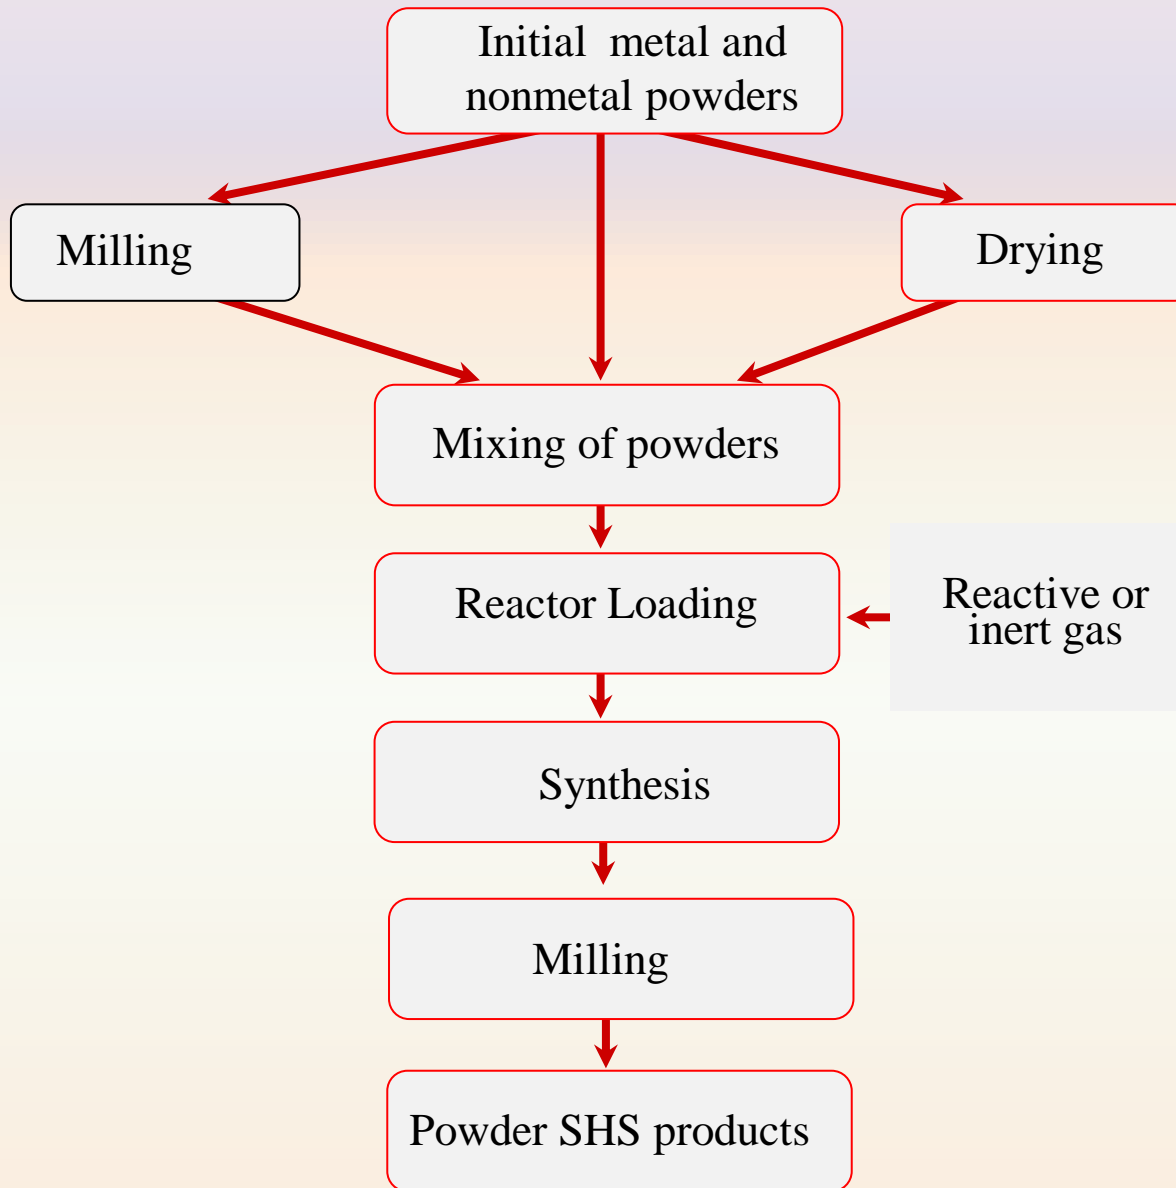 Initial metal and
nonmetal powders
Milling
Drying
Mixing of powders
Reactor Loading
Reactive or
inert gas
Synthesis
Milling
Powder SHS products